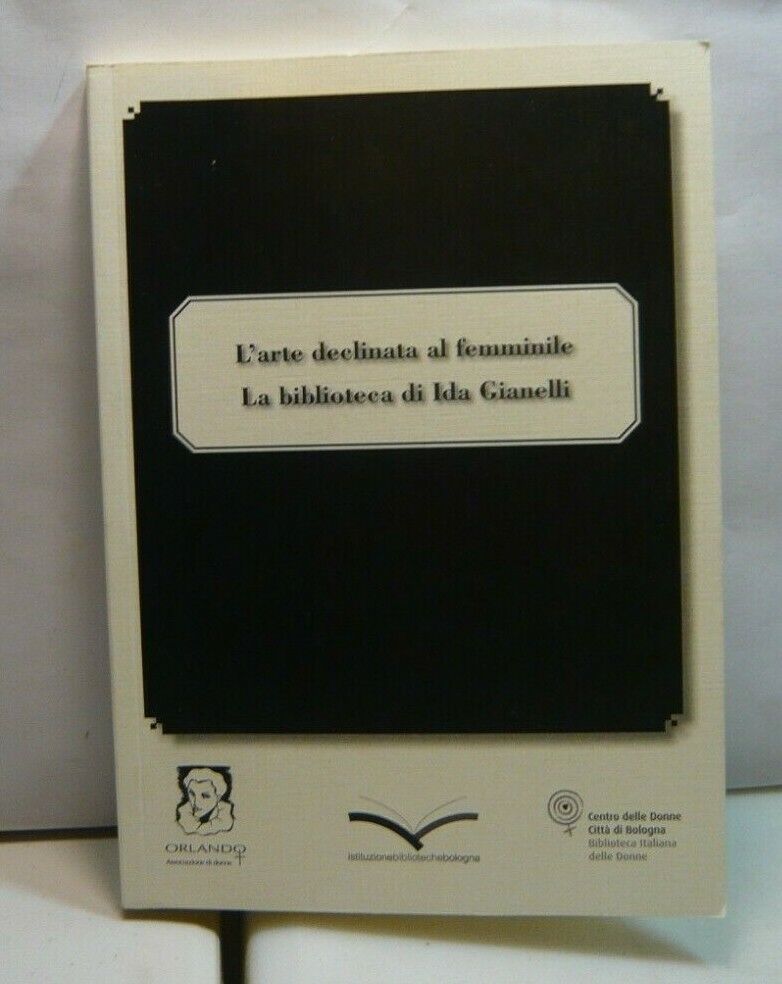 L'arte declinata al femminile
La biblioteca di Ida Gianelli
ORLANDO
Associazione di donne
istituzionebibliotechebologna
Centro delle Donne
Città di Bologna
Biblioteca Italiana
delle Donne